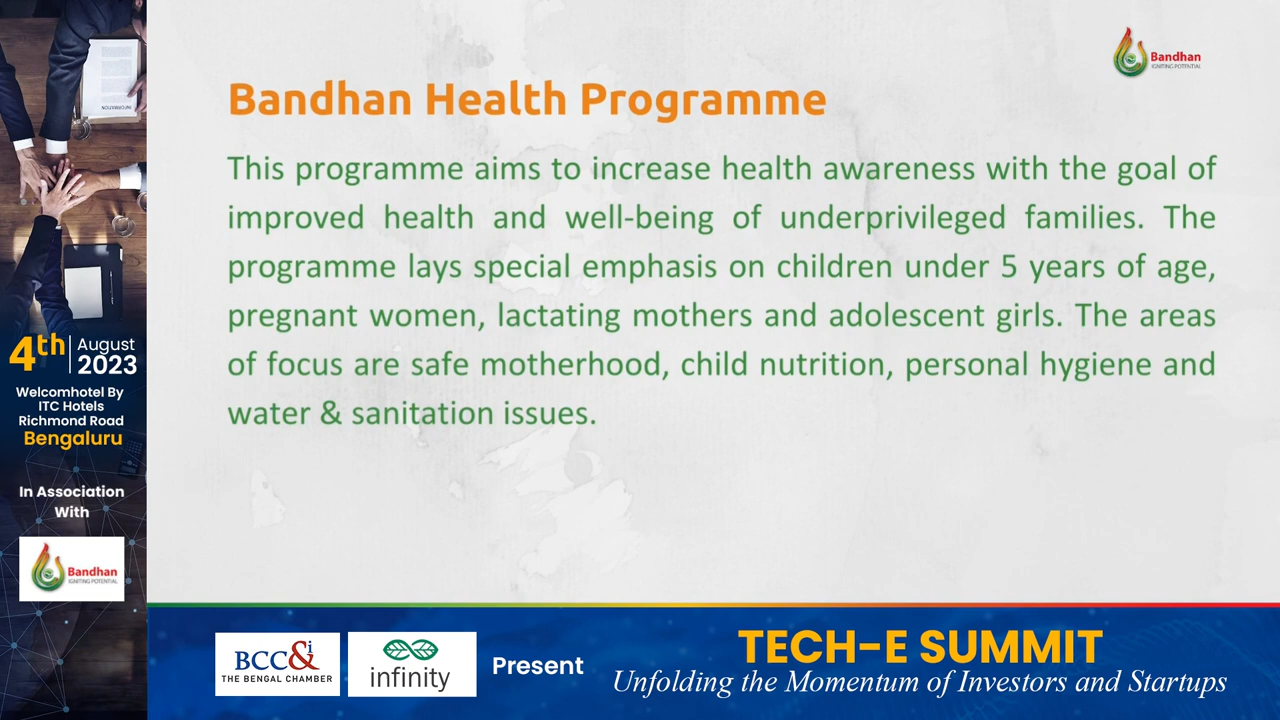 INFORMATION
4th
August
2023
Welcomhotel By
ITC Hotels
Richmond Road
Bengaluru
In Association
With
Bandhan
IGNITING POTENTIAL
Bandhan
IGNITING POTENTIAL
Bandhan Health Programme
This programme aims to increase health awareness with the goal of
improved health and well-being of underprivileged families. The
programme lays special emphasis on children under 5 years of age,
pregnant women, lactating mothers and adolescent girls. The areas
of focus are safe motherhood, child nutrition, personal hygiene and
water & sanitation issues.
BCC&i
THE BENGAL CHAMBER
infinity
Present
TECH-E SUMMIT
Unfolding the Momentum of Investors and Startups